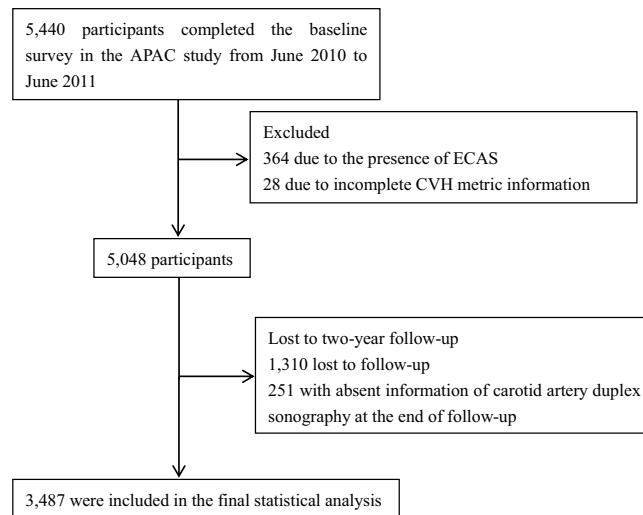 5,440 participants completed the baseline
survey in the APAC study from June 2010 to
June 2011
Excluded
364 due to the presence of ECAS
28 due to incomplete CVH metric information
5,048 participants
Lost to two-year follow-up
1,310 lost to follow-up
251 with absent information of carotid artery duplex
sonography at the end of follow-up
3,487 were included in the final statistical analysis